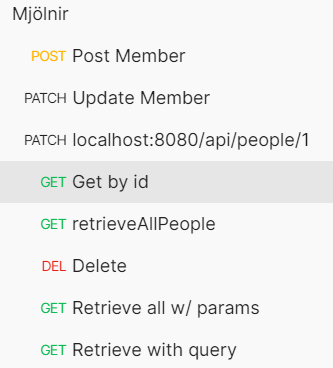 Mjölnir
POST Post Member
PATCH Update Member
PATCH localhost:8080/api/people/1
GET Get by id
GET retrieveAllPeople
DEL Delete
GET Retrieve all w/ params
GET Retrieve with query